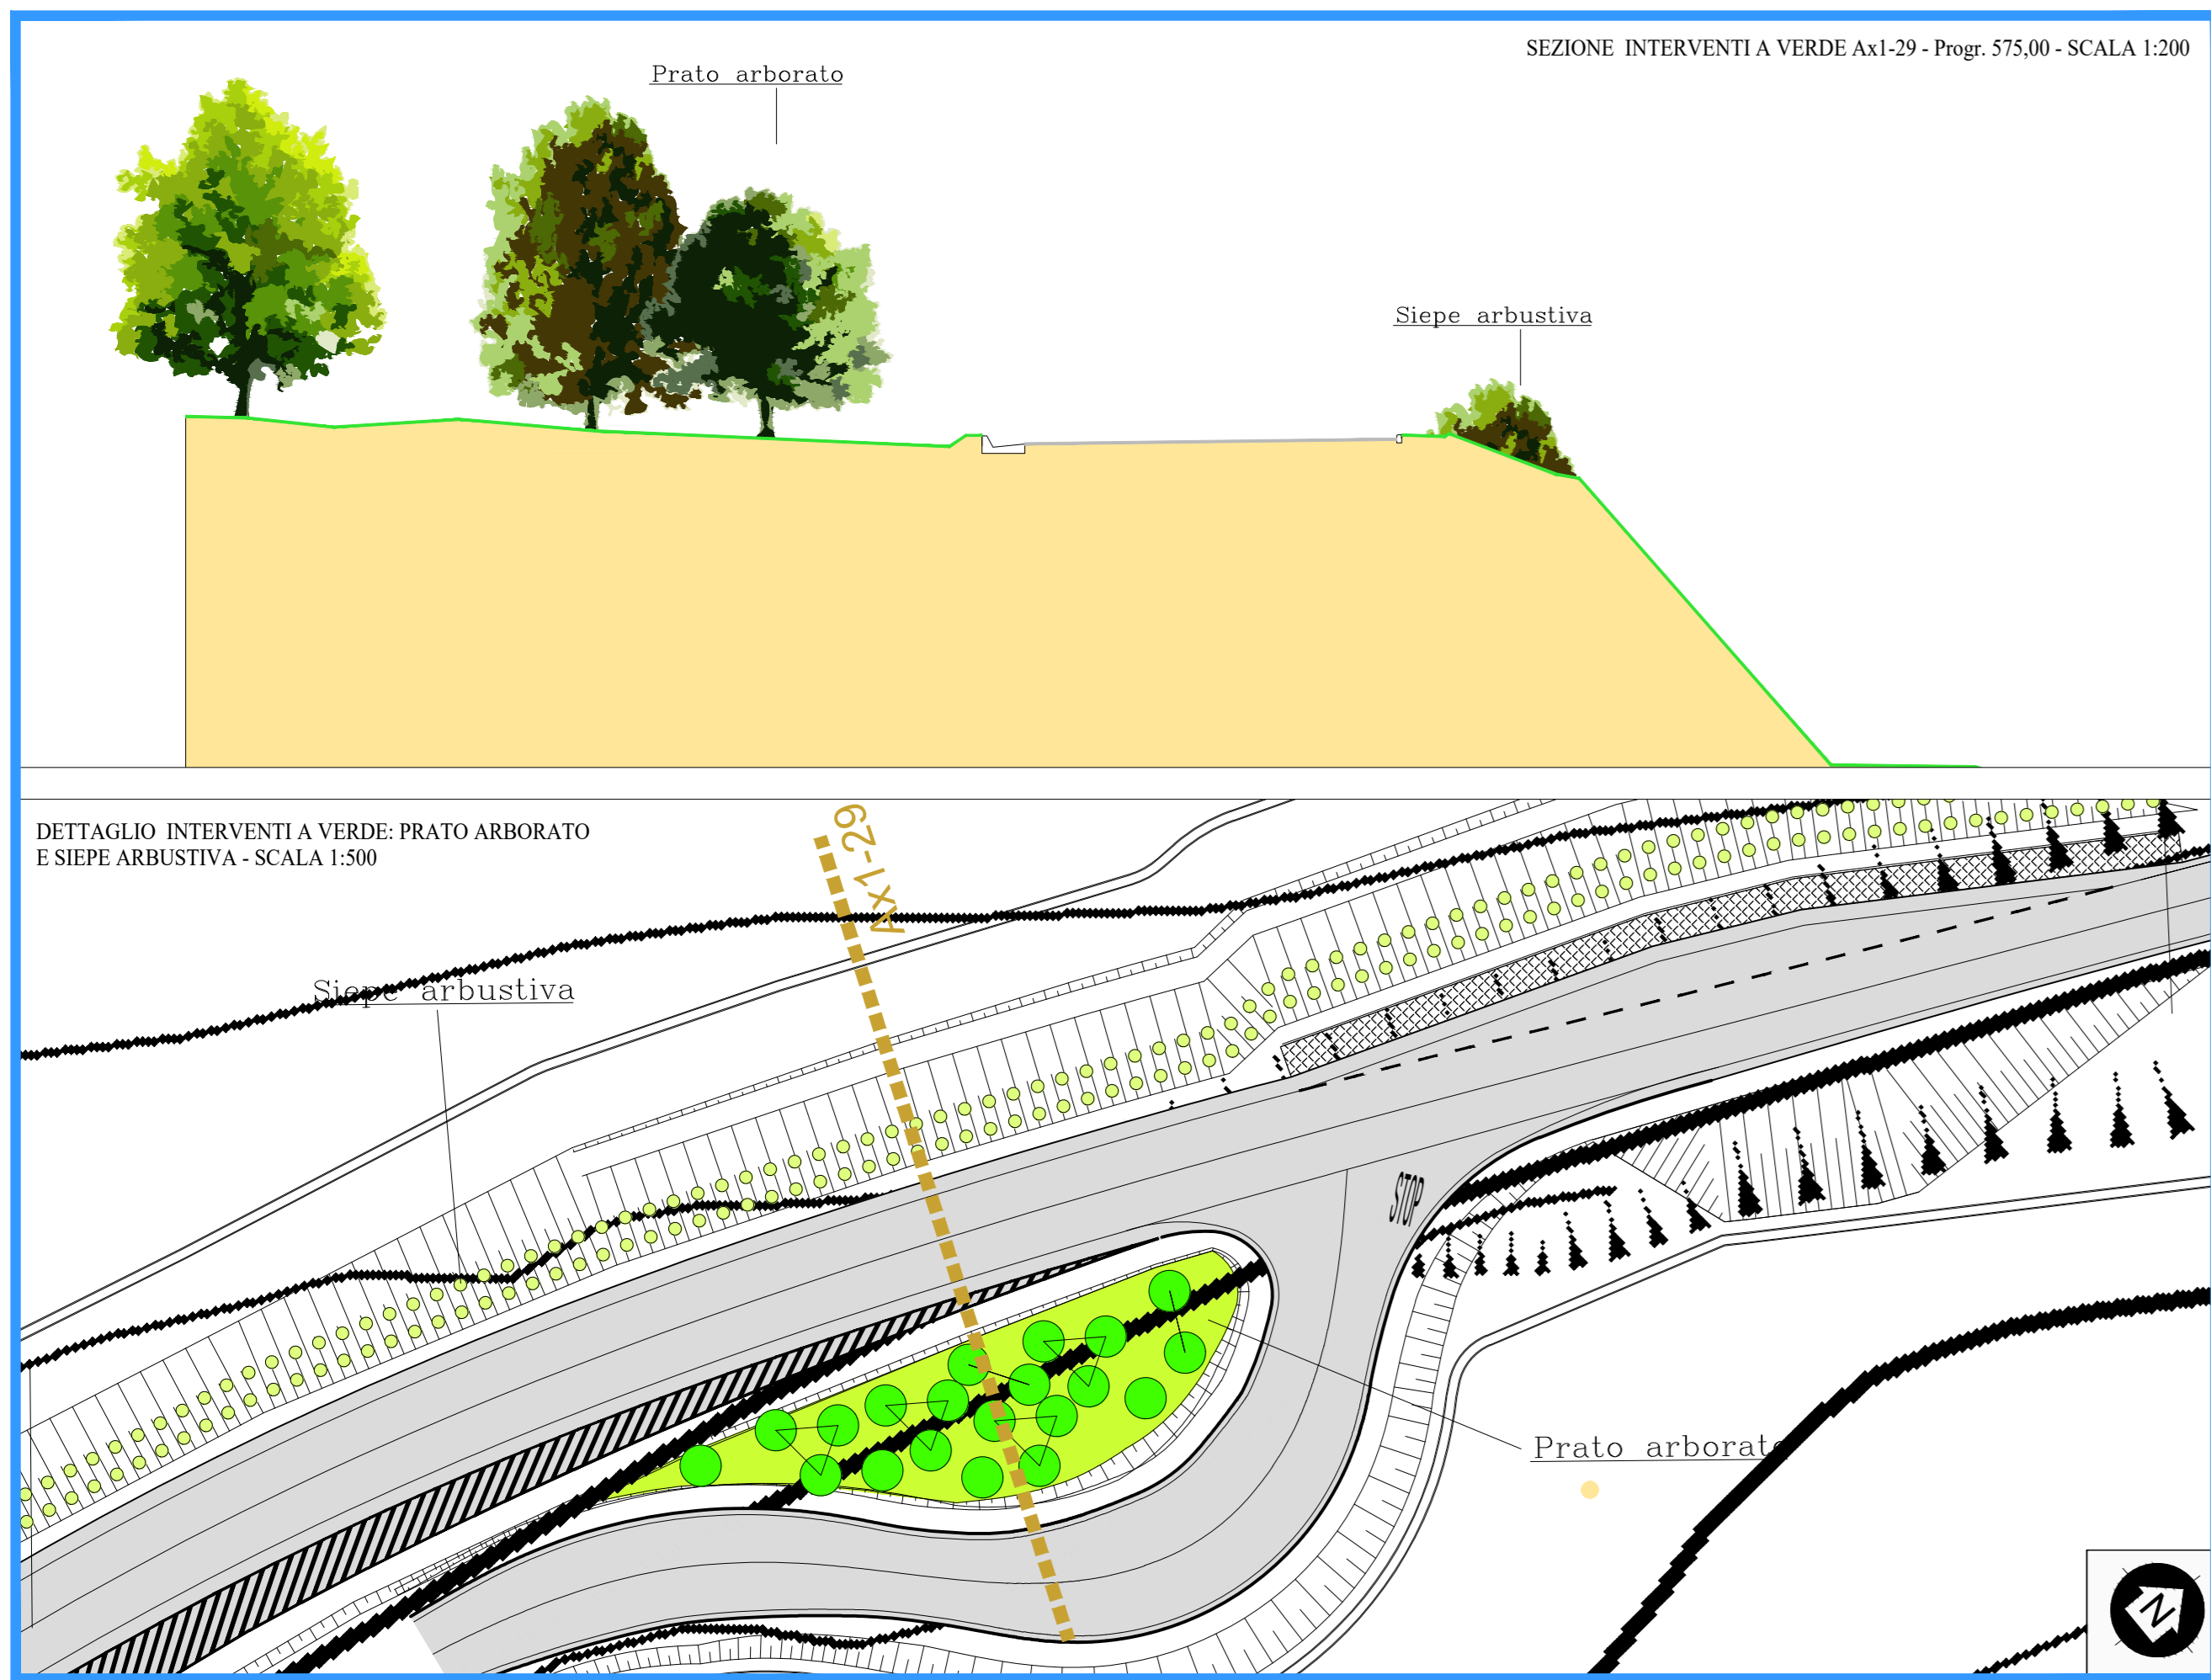 SEZIONE  INTERVENTI A VERDE Ax1-29 - Progr. 575,00 - SCALA 1:200
Prato arborato
Siepe arbustiva
DETTAGLIO  INTERVENTI A VERDE: PRATO ARBORATO
E SIEPE ARBUSTIVA - SCALA 1:500
Ax1-29
Siepe arbustiva
STOP
Prato arborato
N